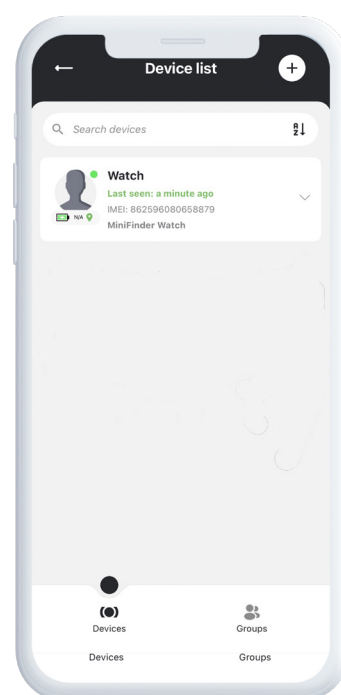 Device list
Search devices
Watch
Last seen: a minute ago
IMEI: 862596080658879
N/A
MiniFinder Watch
Devices Groups
Devices Groups